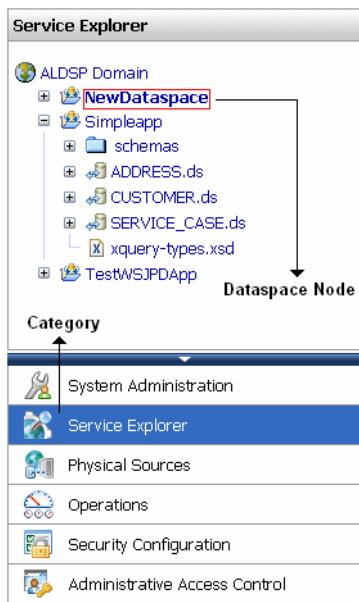 Service Explorer
ALDSP Domain
NewDataspace
Simpleapp
schemas
ADDRESS.ds
CUSTOMER.ds
SERVICE_CASE.ds
xquery-types.xsd
TestWSJPDApp
Dataspace Node
Category
System Administration
Service Explorer
Physical Sources
Operations
Security Configuration
Administrative Access Control